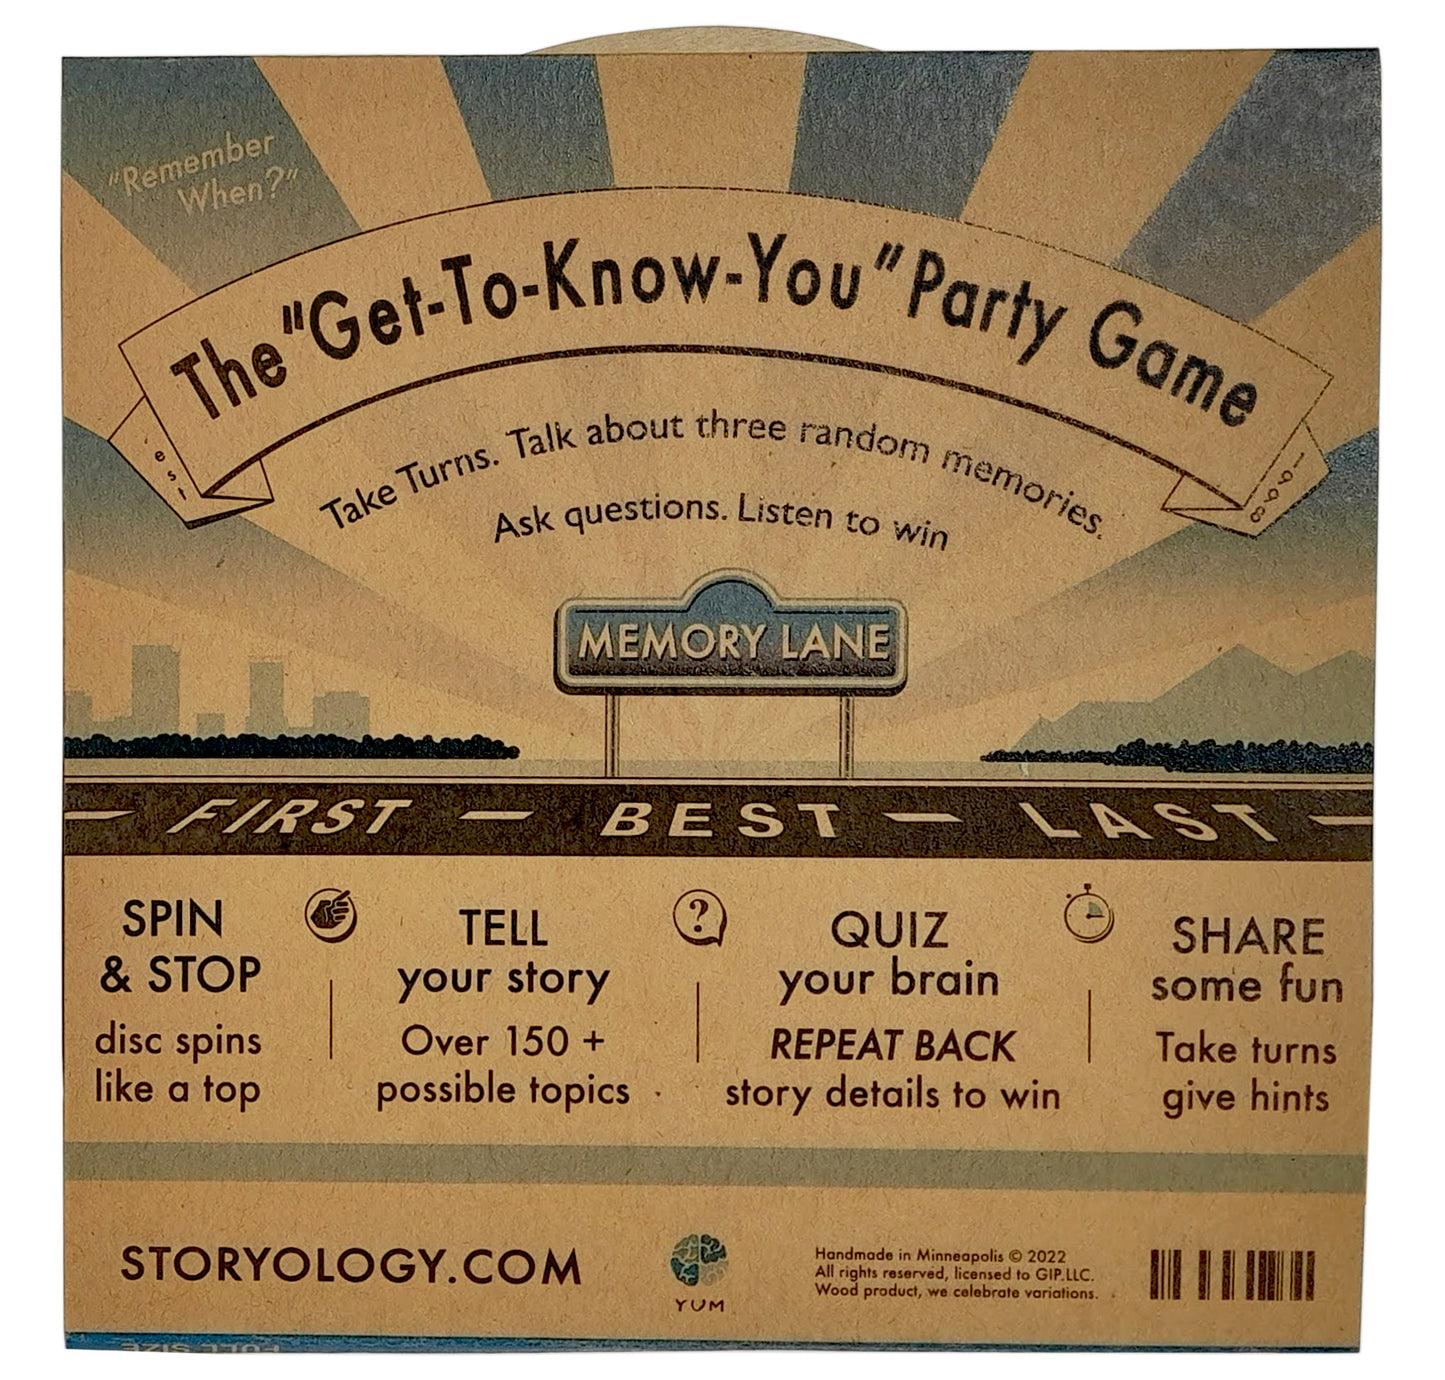 "Remember
When?"
The "Get-To-Know-You" Party Game
est
1998
Take Turns. Talk about three random memories.
Ask questions. Listen to win
MEMORY LANE
FIRST — BEST — LAST
SPIN
& STOP
disc spins
like a top
TELL
your story
Over 150 +
possible topics
?
QUIZ
your brain
REPEAT BACK
story details to win
SHARE
some fun
Take turns
give hints
STORYOLOGY.COM
YUM
Handmade in Minneapolis © 2022
All rights reserved, licensed to GIP.LLC.
Wood product, we celebrate variations.
FULL SIZE